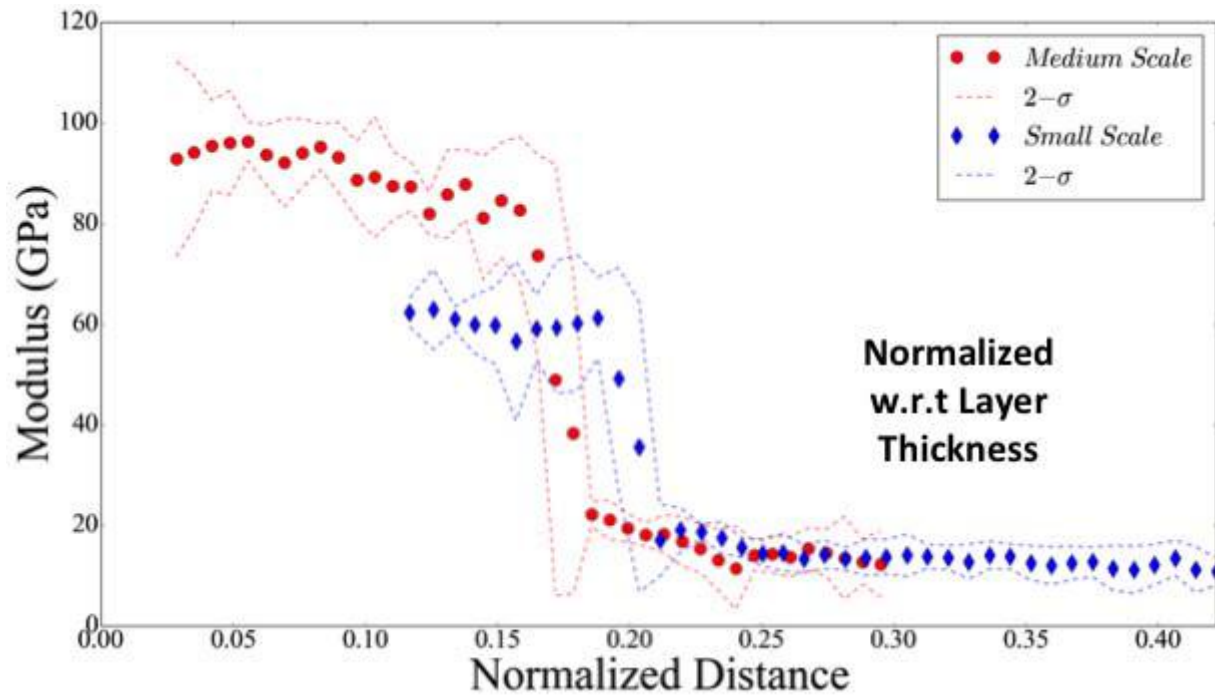 120
100
80
60
40
20
0
Modulus (GPa)
Medium Scale
2−σ
Small Scale
2−σ
Normalized
w.r.t Layer
Thickness
0.00 0.05 0.10 0.15 0.20 0.25 0.30 0.35 0.40
Normalized Distance